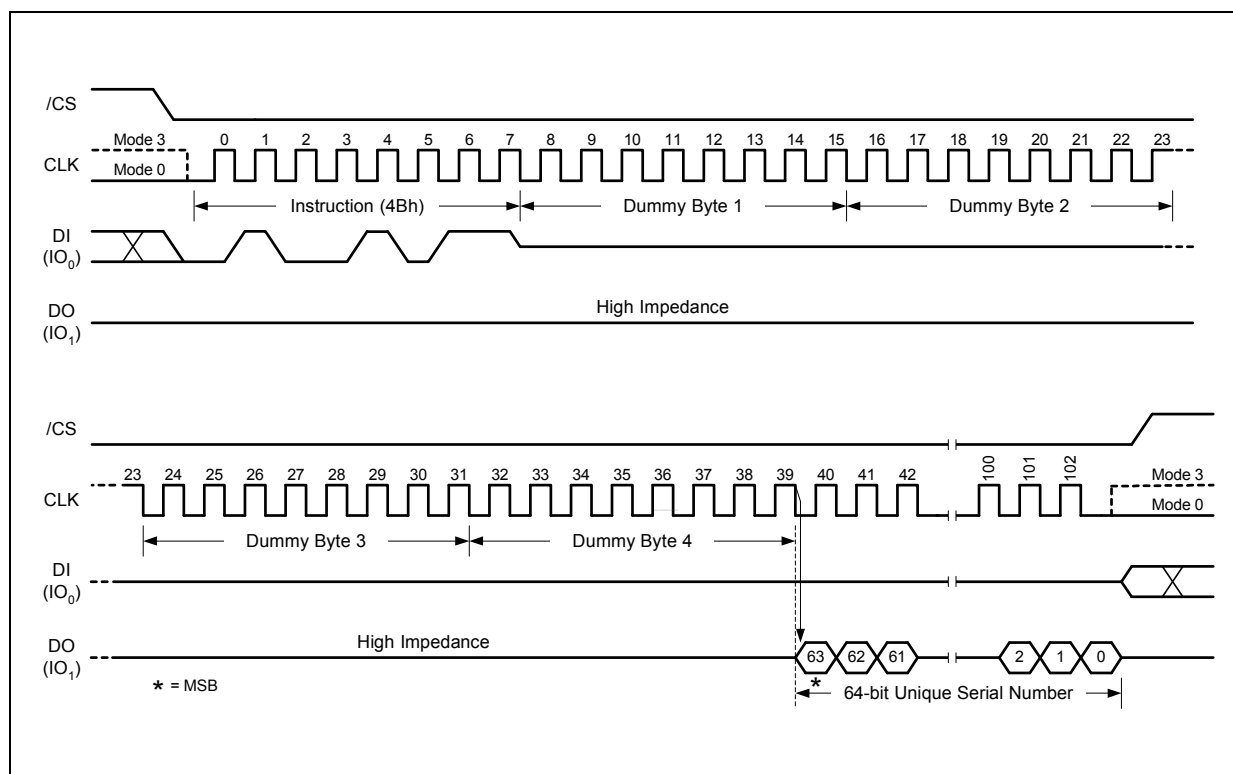 /CS
Mode 3 0 1 2 3 4 5 6 7 8 9 10 11 12 13 14 15 16 17 18 19 20 21 22 23
CLK
Mode 0
Instruction (4Bh) Dummy Byte 1 Dummy Byte 2
DI
(IO0)
High Impedance
DO
(IO1)
/CS
23 24 25 26 27 28 29 30 31 32 33 34 35 36 37 38 39 40 41 42 100 101 102 Mode 3
CLK
Mode 0
Dummy Byte 3 Dummy Byte 4
DI
(IO0)
High Impedance
DO
(IO1)
63 62 61 2 1 0
* = MSB
*
64-bit Unique Serial Number